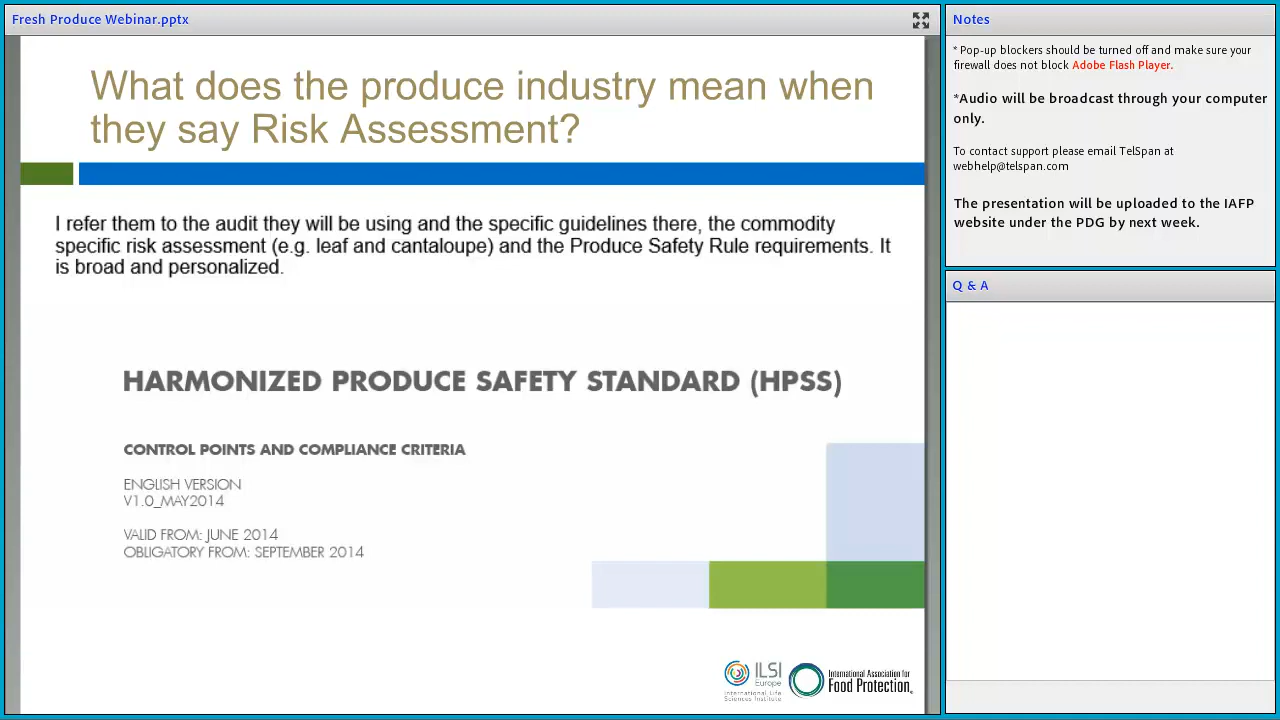 Fresh Produce Webinar.pptx
What does the produce industry mean when
they say Risk Assessment?
I refer them to the audit they will be using and the specific guidelines there, the commodity
specific risk assessment (e.g. leaf and cantaloupe) and the Produce Safety Rule requirements. It
is broad and personalized.
HARMONIZED PRODUCE SAFETY STANDARD (HPSS)
CONTROL POINTS AND COMPLIANCE CRITERIA
ENGLISH VERSION
V1.0_MAY2014
VALID FROM: JUNE 2014
OBLIGATORY FROM: SEPTEMBER 2014
ILSI
Europe
International Life
Sciences Institute
International Association for
Food Protection
Notes
* Pop-up blockers should be turned off and make sure your
firewall does not block Adobe Flash Player.
*Audio will be broadcast through your computer
only.
To contact support please email TelSpan at
webhelp@telspan.com
The presentation will be uploaded to the IAFP
website under the PDG by next week.
Q & A